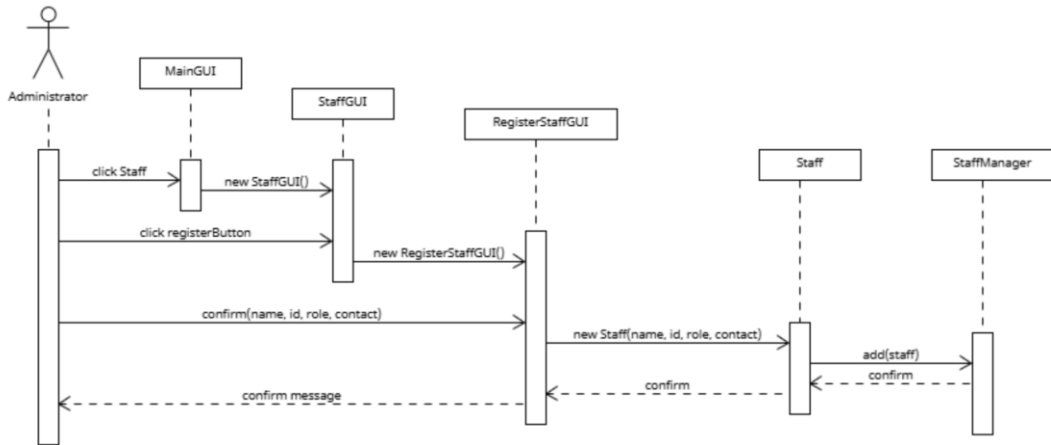 MainGUI
Administrator
StaffGUI
RegisterStaffGUI
Staff
StaffManager
click Staff
new StaffGUI()
click registerButton
new RegisterStaffGUI()
confirm(name, id, role, contact)
new Staff(name, id, role, contact)
add(staff)
confirm
confirm
confirm message